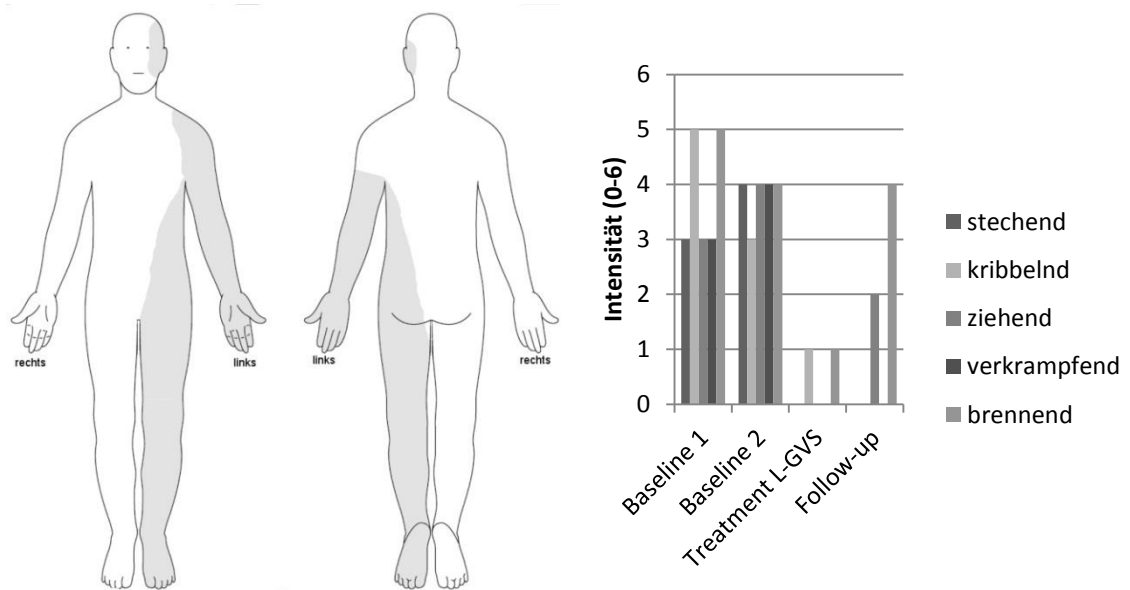 rechts
links
links
rechts
Intensität (0-6)
6
5
4
3
2
1
0
Baseline 1
Baseline 2
Treatment L-GVS
Follow-up
stechend
kribbelnd
ziehend
verkrampfend
brennend